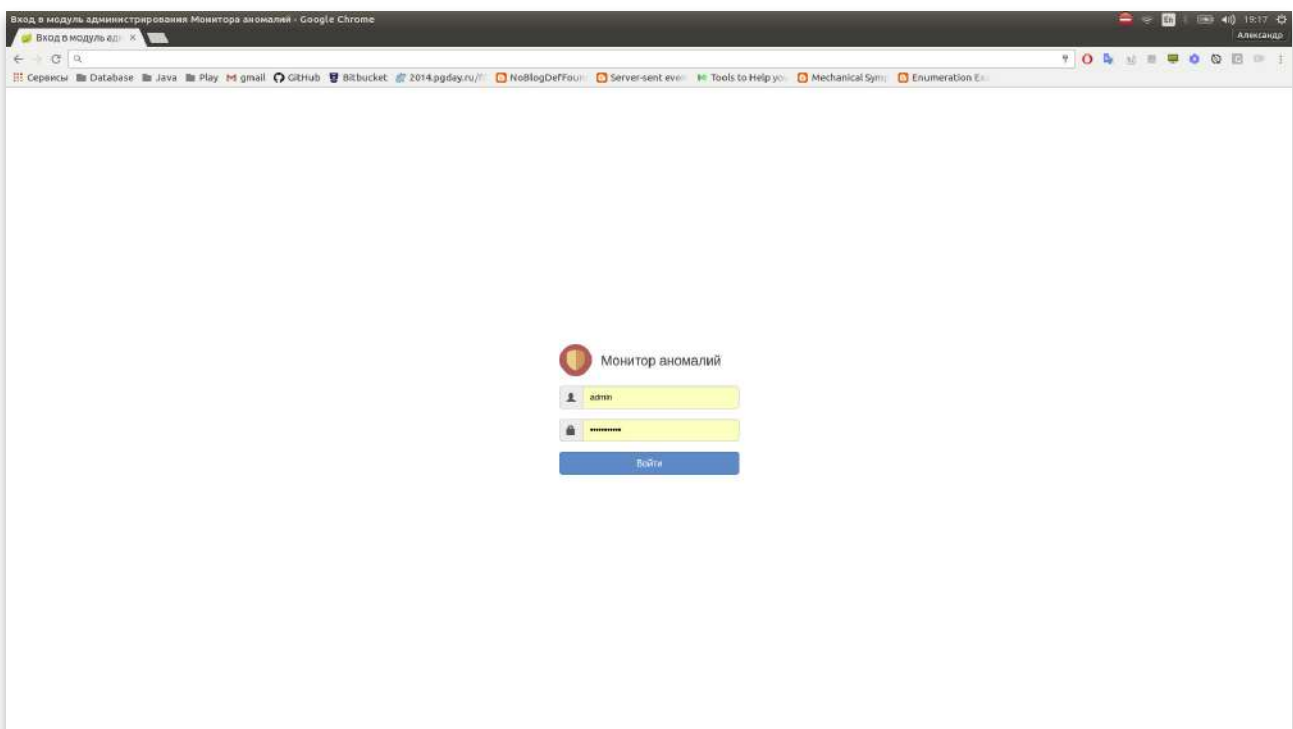 Вход в модуль администрирования Монитора аномалий - Google Chrome
En 19:17
Вход в модуль ад
Александр
Сервисы Database Java Play gmail GitHub Bitbucket 2014.pgday.ru/ NoBlogDefFoun Server-sent even Tools to Help yo Mechanical Sym Enumeration Ex
Монитор аномалий
admin
Войти